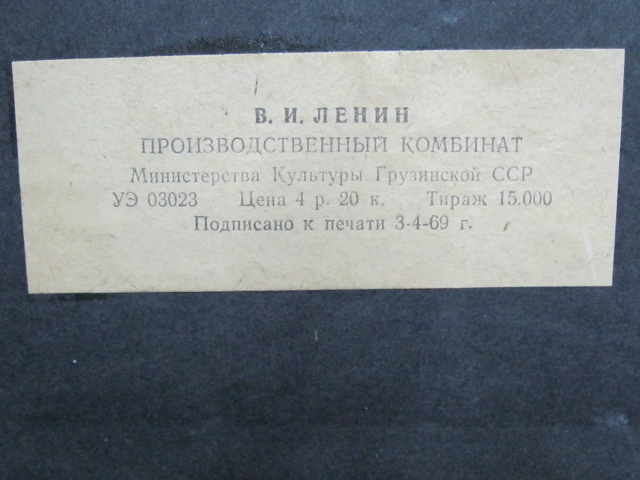 В. И. ЛЕНИН
ПРОИЗВОДСТВЕННЫЙ КОМБИНАТ
Министерства Культуры Грузинской ССР
УЭ 03023 Цена 4 р. 20 к. Тираж 15.000
Подписано к печати 3-4-69 г.